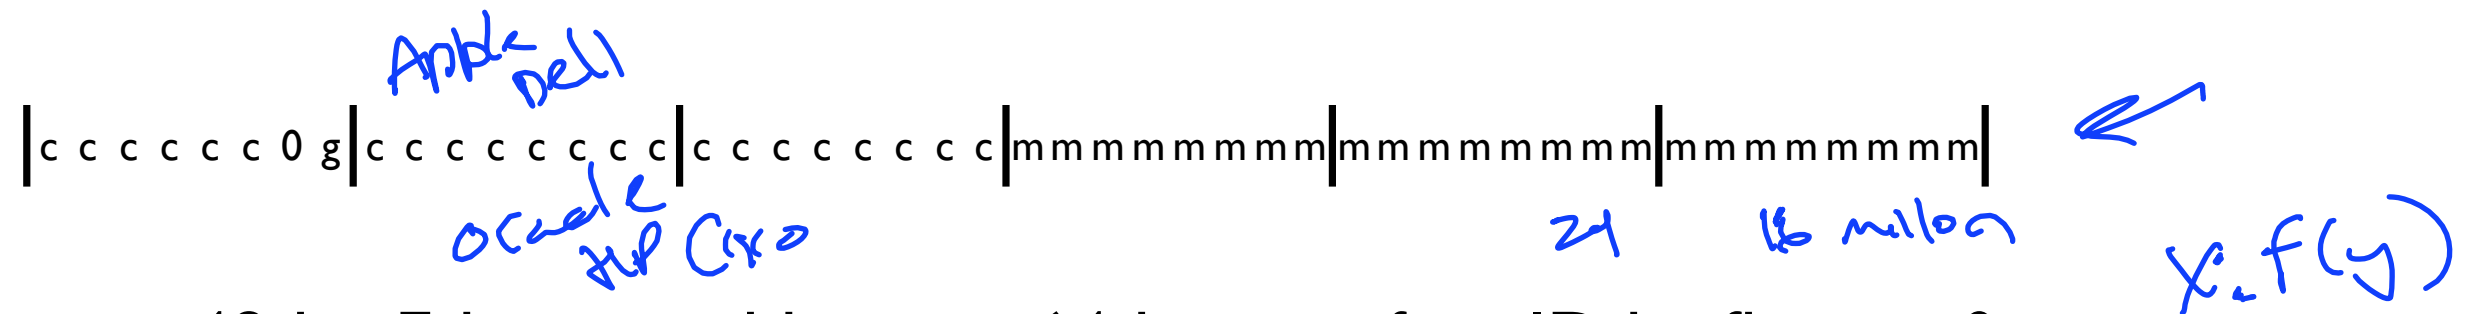 Apple
Dell
|c c c c c c 0 g|c c c c c c c c|c c c c c c c c|m m m m m m m m|m m m m m m m m|m m m m m m m m|
Oracle
HP Cisco 24 16 million
f(y)